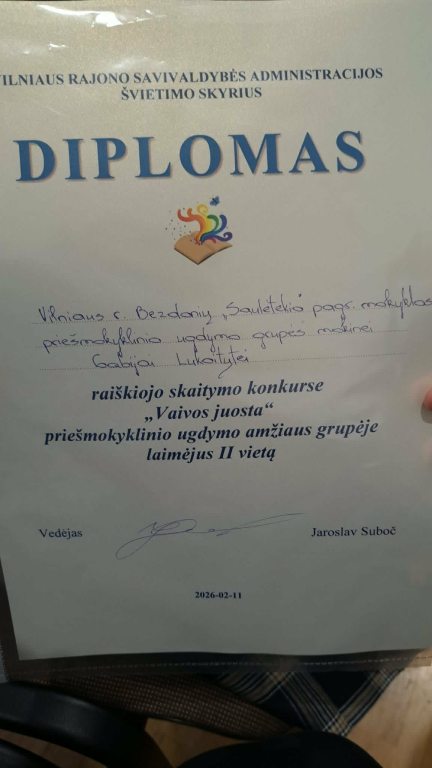 VILNIAUS RAJONO SAVIVALDYBĖS ADMINISTRACIJOS
ŠVIETIMO SKYRIUS
DIPLOMAS
Vilniaus r. Bezdonių „Saulėtekio" pagr. mokyklos
priešmokyklinio ugdymo grupės mokinei
Gabijai Lukaitytei
raiškiojo skaitymo konkurse
„Vaivos juosta“
priešmokyklinio ugdymo amžiaus grupėje
laimėjus II vietą
Vedėjas Jaroslav Suboč
2026-02-11